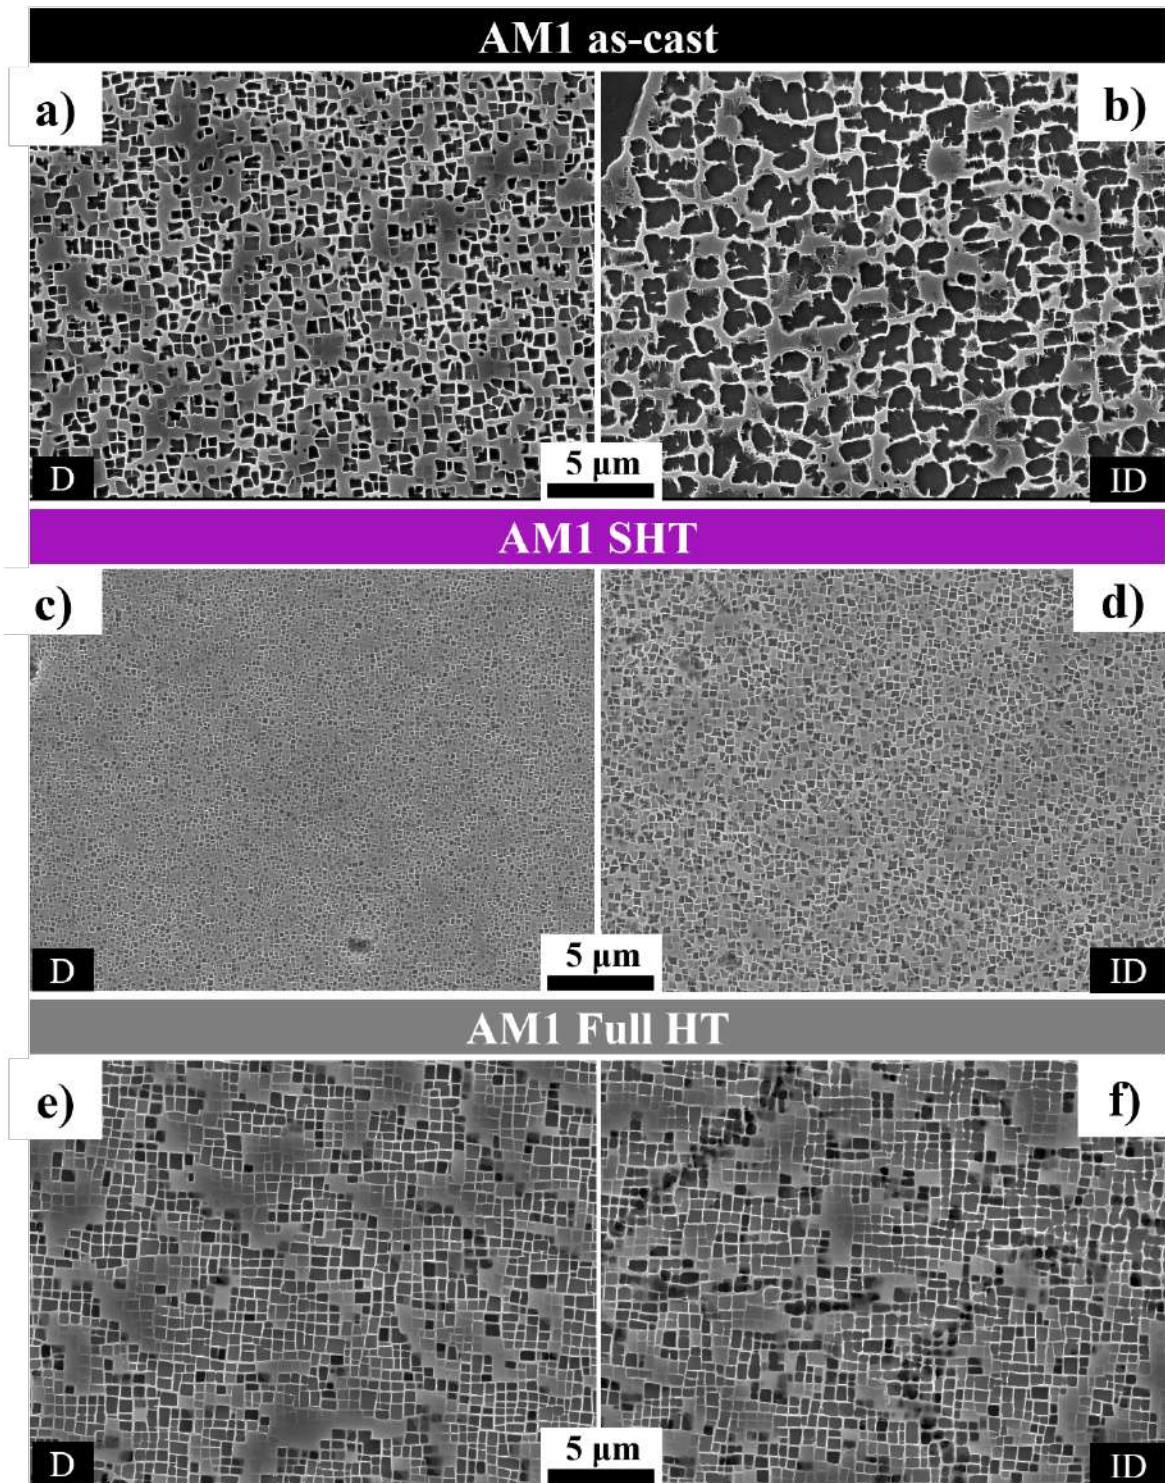 AM1 as-cast
a)
b)
D
5 μm
ID
AM1 SHT
c)
d)
D
5 μm
ID
AM1 Full HT
e)
f)
D
5 μm
ID